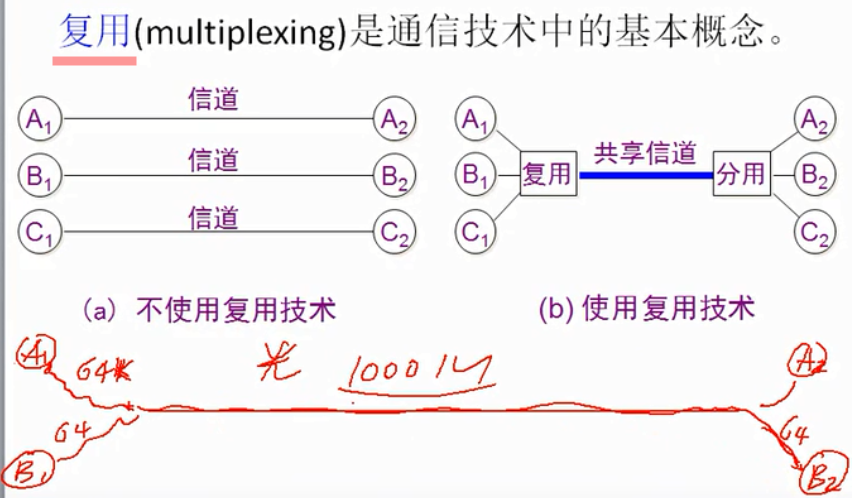 复用(multiplexing)是通信技术中的基本概念。
A1 信道 A2
B1 信道 B2
C1 信道 C2
A1 A2
B1 复用 共享信道 分用 B2
C1 C2
(a) 不使用复用技术
(b) 使用复用技术
A1 64K 光 1000 A2
64 64
B1 B2